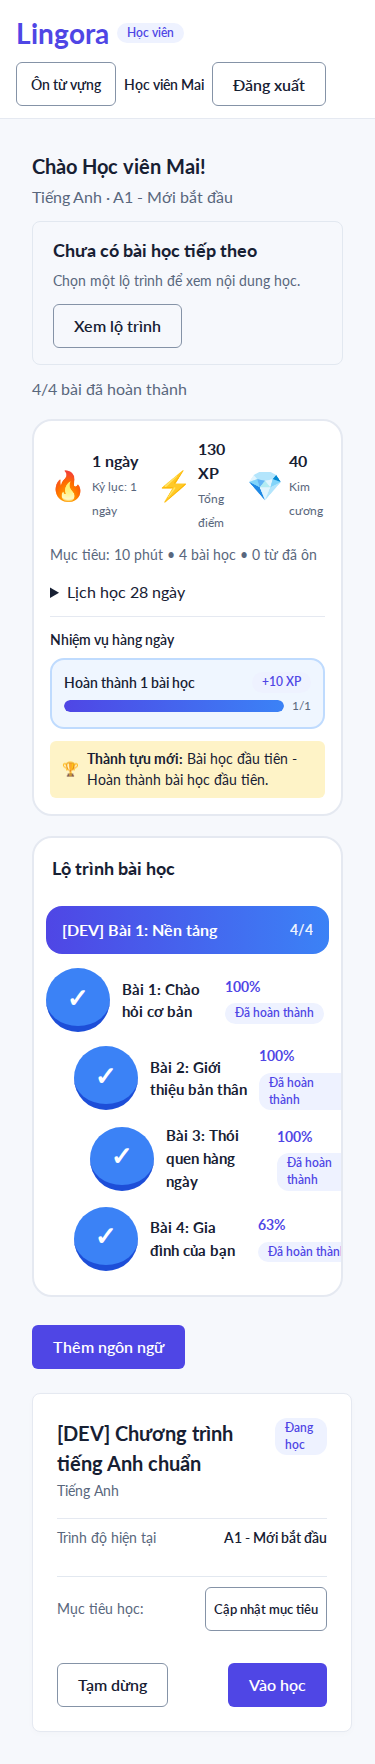 Lingora Học viên
Ôn từ vựng Học viên Mai Đăng xuất
Chào Học viên Mai!
Tiếng Anh · A1 - Mới bắt đầu
Chưa có bài học tiếp theo
Chọn một lộ trình để xem nội dung học.
Xem lộ trình
4/4 bài đã hoàn thành
1 ngày
Kỷ lục: 1
ngày
130
XP
Tổng
điểm
40
Kim
cương
Mục tiêu: 10 phút • 4 bài học • 0 từ đã ôn
Lịch học 28 ngày
Nhiệm vụ hàng ngày
Hoàn thành 1 bài học +10 XP
1/1
Thành tựu mới: Bài học đầu tiên -
Hoàn thành bài học đầu tiên.
Lộ trình bài học
[DEV] Bài 1: Nền tảng 4/4
Bài 1: Chào
hỏi cơ bản
100%
Đã hoàn thành
Bài 2: Giới
thiệu bản thân
100%
Đã hoàn
thành
Bài 3: Thói
quen hàng
ngày
100%
Đã hoàn
thành
Bài 4: Gia
đình của bạn
63%
Đã hoàn thành
Thêm ngôn ngữ
[DEV] Chương trình
tiếng Anh chuẩn
Đang
học
Tiếng Anh
Trình độ hiện tại A1 - Mới bắt đầu
Mục tiêu học: Cập nhật mục tiêu
Tạm dừng Vào học